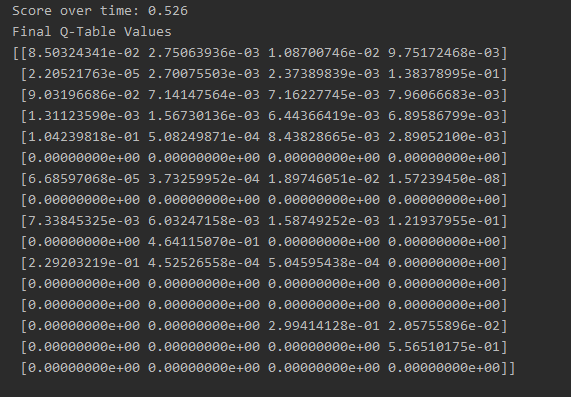 Score over time: 0.526
Final Q-Table Values
[[8.50324341e-02 2.75063936e-03 1.08700746e-02 9.75172468e-03]
[2.20521763e-05 2.70075503e-03 2.37389839e-03 1.38378995e-01]
[9.03196686e-02 7.14147564e-03 7.16227745e-03 7.96066683e-03]
[1.31123590e-03 1.56730136e-03 6.44366419e-03 6.89586799e-03]
[1.04239818e-01 5.08249871e-04 8.43828665e-03 2.89052100e-03]
[0.00000000e+00 0.00000000e+00 0.00000000e+00 0.00000000e+00]
[6.68597068e-05 3.73259952e-04 1.89746051e-02 1.57239450e-08]
[0.00000000e+00 0.00000000e+00 0.00000000e+00 0.00000000e+00]
[7.33845325e-03 6.03247158e-03 1.58749252e-03 1.21937955e-01]
[0.00000000e+00 4.64115070e-01 0.00000000e+00 0.00000000e+00]
[2.29203219e-01 4.52526558e-04 5.04595438e-04 0.00000000e+00]
[0.00000000e+00 0.00000000e+00 0.00000000e+00 0.00000000e+00]
[0.00000000e+00 0.00000000e+00 0.00000000e+00 0.00000000e+00]
[0.00000000e+00 0.00000000e+00 2.99414128e-01 2.05755896e-02]
[0.00000000e+00 0.00000000e+00 0.00000000e+00 5.56510175e-01]
[0.00000000e+00 0.00000000e+00 0.00000000e+00 0.00000000e+00]]